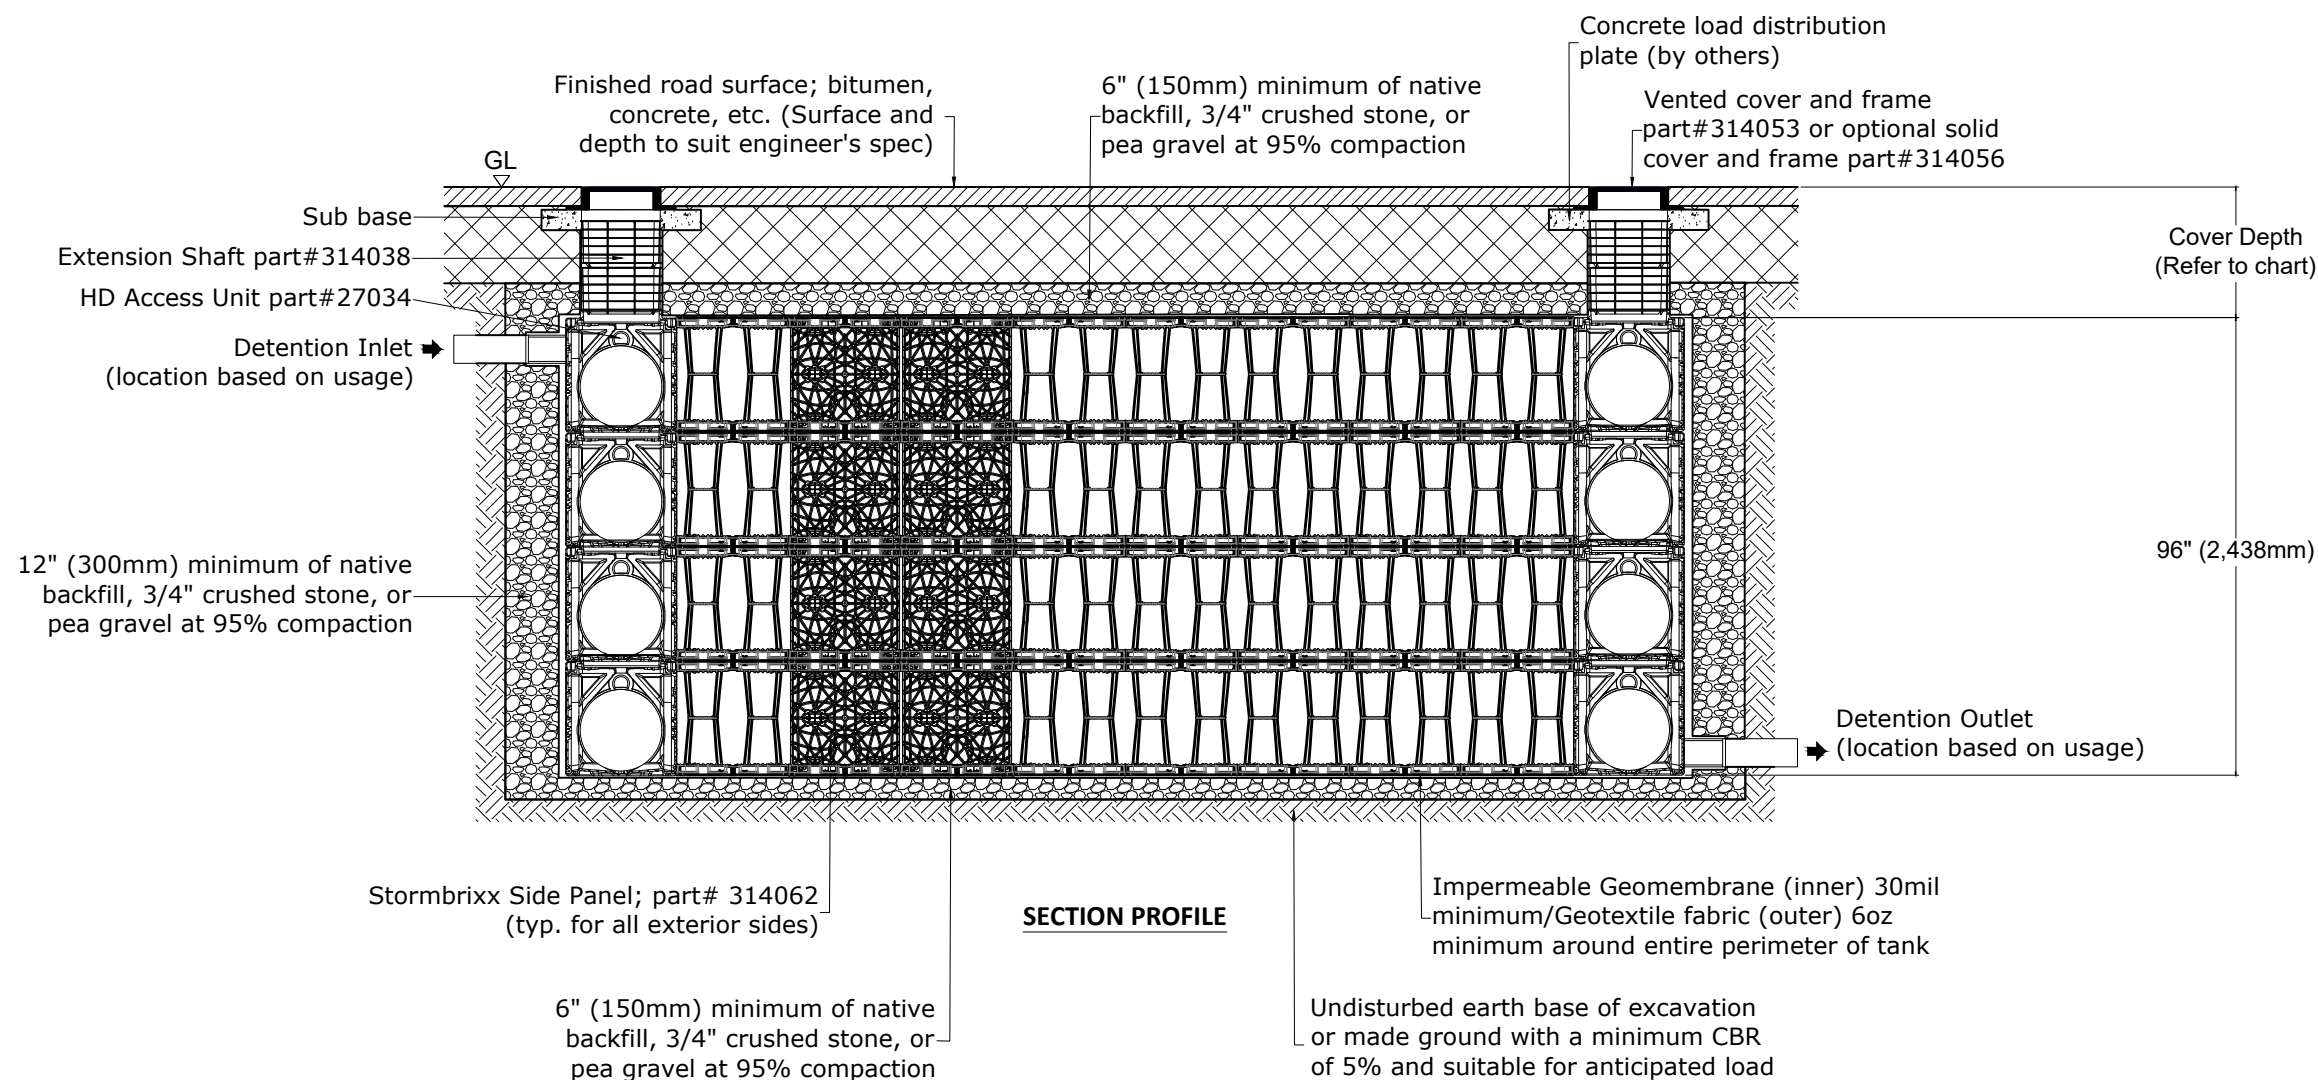 Concrete load distribution
plate (by others)
Finished road surface; bitumen,
concrete, etc. (Surface and
depth to suit engineer's spec)
6" (150mm) minimum of native
backfill, 3/4" crushed stone, or
pea gravel at 95% compaction
Vented cover and frame
part#314053 or optional solid
cover and frame part#314056
GL
Sub base
Extension Shaft part#314038
HD Access Unit part#27034
Detention Inlet
(location based on usage)
Cover Depth
(Refer to chart)
12" (300mm) minimum of native
backfill, 3/4" crushed stone, or
pea gravel at 95% compaction
96" (2,438mm)
Detention Outlet
(location based on usage)
Stormbrixx Side Panel; part# 314062
(typ. for all exterior sides)
SECTION PROFILE
Impermeable Geomembrane (inner) 30mil
minimum/Geotextile fabric (outer) 6oz
minimum around entire perimeter of tank
6" (150mm) minimum of native
backfill, 3/4" crushed stone, or
pea gravel at 95% compaction
Undisturbed earth base of excavation
or made ground with a minimum CBR
of 5% and suitable for anticipated load